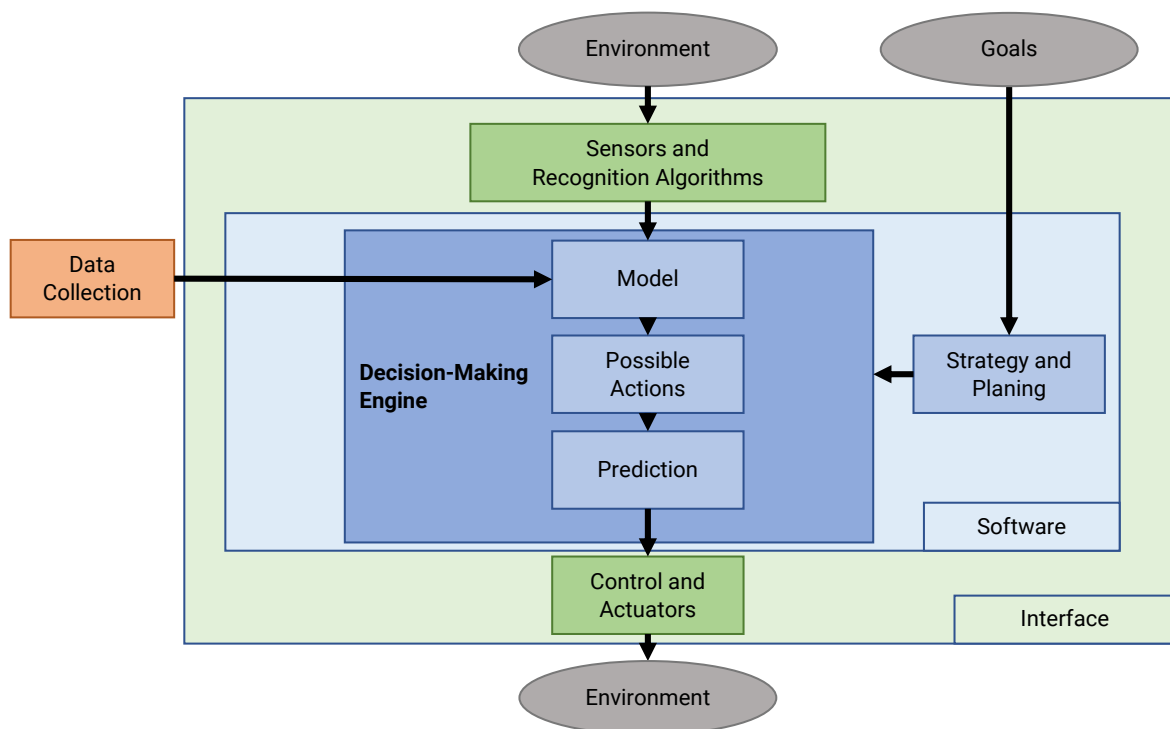 Environment
Goals
Sensors and
Recognition Algorithms
Data
Collection
Model
Decision-Making
Engine
Possible
Actions
Strategy and
Planing
Prediction
Software
Control and
Actuators
Interface
Environment